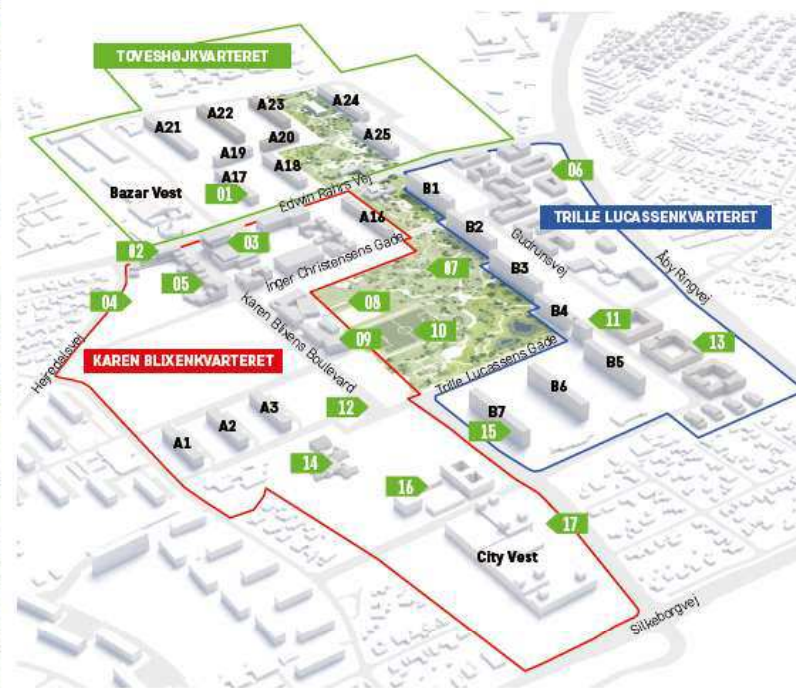 TOVESHØJKVARTERET
A24
A23
A22
A21
A25
A20
A19
A18
A17
Bazar Vest
01
Edwin Rahrs Vej
06
B1
TRILLE LUCASSENKVARTERET
A16
B2
Gudrunsvej
02
03
Inger Christensens Gade
07
B3
Åby Ringvej
05
04
08
B4
11
Karen Blixens Boulevard
09
10
13
Hejredalsvej
KAREN BLIXENKVARTERET
Trille Lucassens Gade
B5
B6
A3
12
B7
A2
A1
15
14
16
17
City Vest
Silkeborgvej